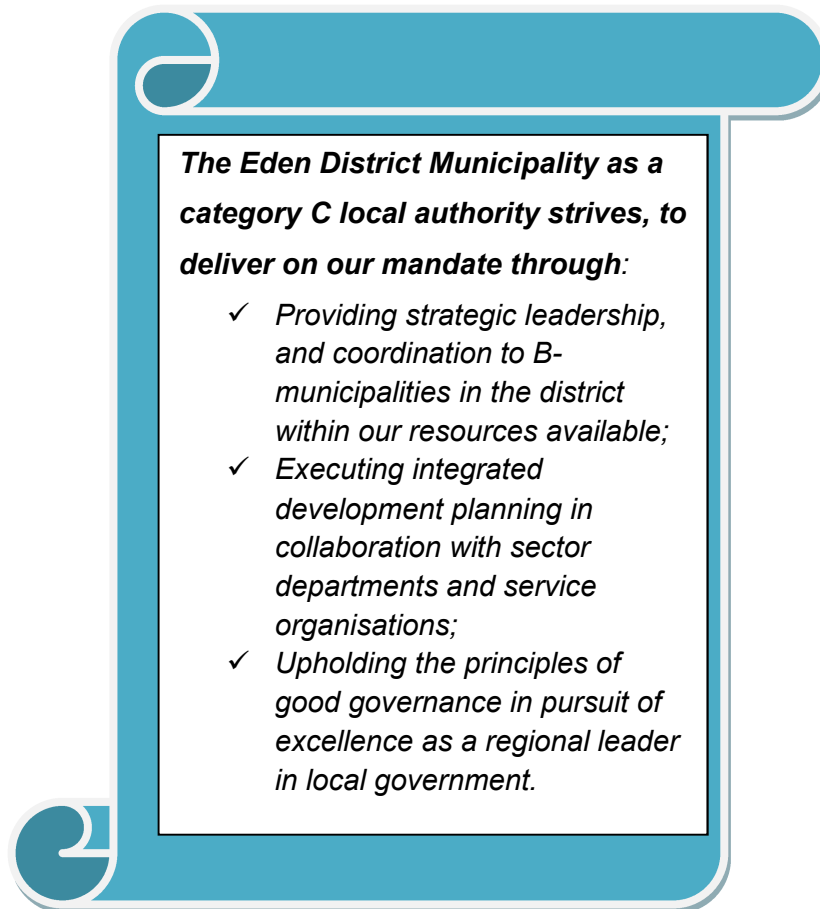 The Eden District Municipality as a
category C local authority strives, to
deliver on our mandate through:
✓ Providing strategic leadership,
and coordination to B-
municipalities in the district
within our resources available;
✓ Executing integrated
development planning in
collaboration with sector
departments and service
organisations;
✓ Upholding the principles of
good governance in pursuit of
excellence as a regional leader
in local government.